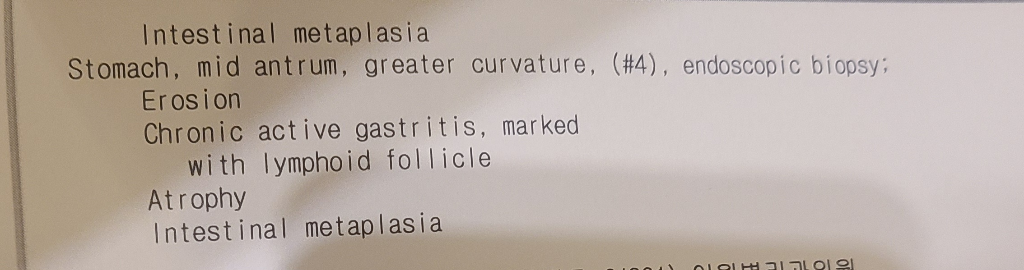 Intestinal metaplasia
Stomach, mid antrum, greater curvature, (#4), endoscopic biopsy;
Erosion
Chronic active gastritis, marked
with lymphoid follicle
Atrophy
Intestinal metaplasia